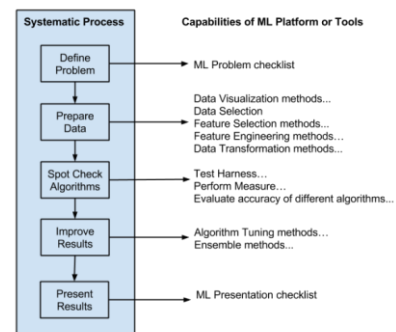 Systematic Process
Capabilities of ML Platform or Tools
Define
Problem
ML Problem checklist
Prepare
Data
Data Visualization methods...
Data Selection
Feature Selection methods...
Feature Engineering methods...
Data Transformation methods...
Spot Check
Algorithms
Test Harness...
Perform Measure...
Evaluate accuracy of different algorithms...
Improve
Results
Algorithm Tuning methods...
Ensemble methods...
Present
Results
ML Presentation checklist